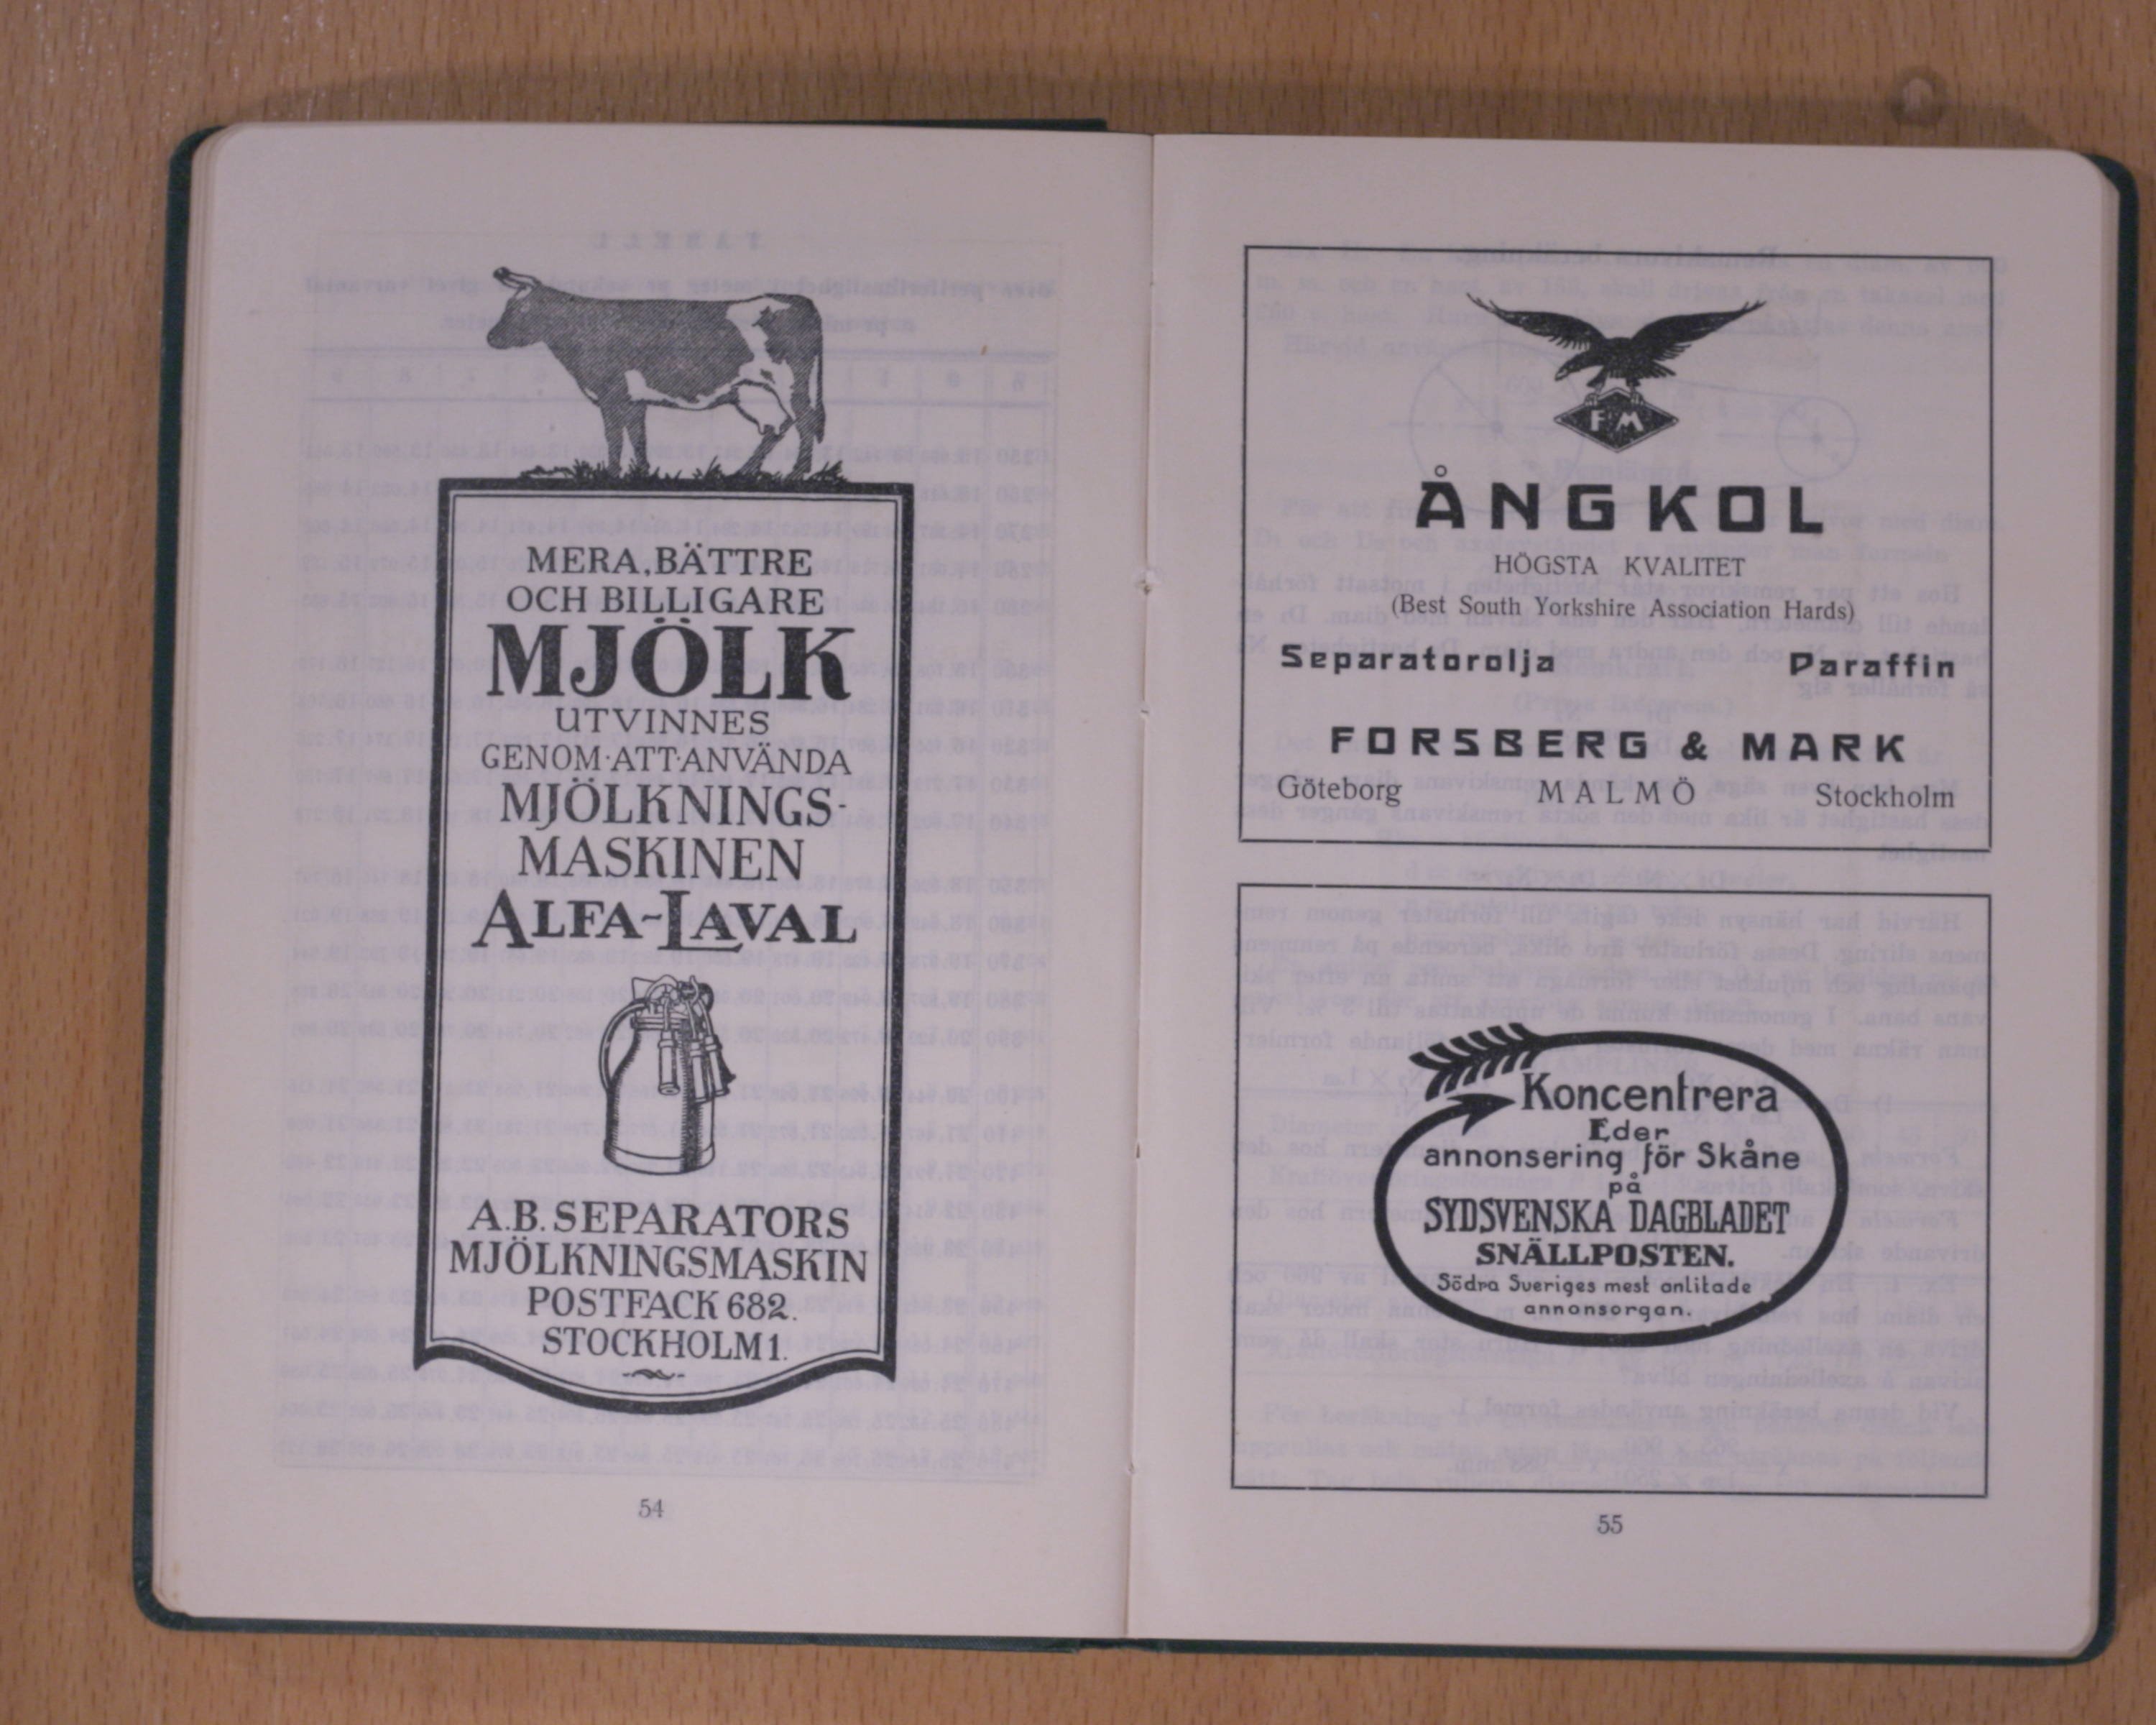 MERA, BÄTTRE
OCH BILLIGARE
MJÖLK
UTVINNES
GENOM·ATT·ANVÄNDA
MJÖLKNINGS-
MASKINEN
ALFA-LAVAL
A.B. SEPARATORS
MJÖLKNINGSMASKIN
POSTFACK 682.
STOCKHOLM 1.
54
F·M
ÅNGKOL
HÖGSTA KVALITET
(Best South Yorkshire Association Hards)
Separatorolja Paraffin
FORSBERG & MARK
Göteborg MALMÖ Stockholm
Koncentrera
Eder
annonsering för Skåne
på
SYDSVENSKA DAGBLADET
SNÄLLPOSTEN.
Södra Sveriges mest anlitade
annonsorgan.
55